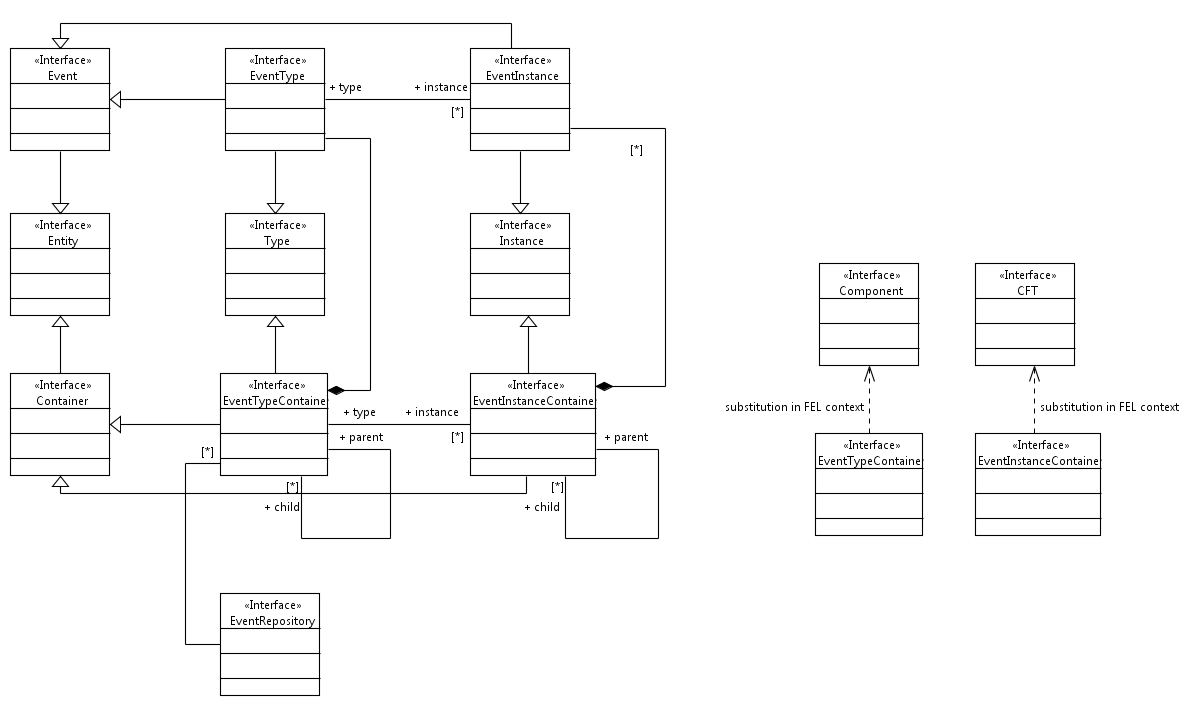 «Interface»
Event
«Interface»
EventType
«Interface»
EventInstance
+ type
+ instance
[*]
[*]
«Interface»
Entity
«Interface»
Type
«Interface»
Instance
«Interface»
Component
«Interface»
CFT
«Interface»
Container
«Interface»
EventTypeContaine
«Interface»
EventInstanceContaine
+ type
+ instance
+ parent
[*]
+ parent
[*]
[*]
+ child
[*]
+ child
substitution in FEL context
substitution in FEL context
«Interface»
EventTypeContaine
«Interface»
EventInstanceContaine
«Interface»
EventRepository